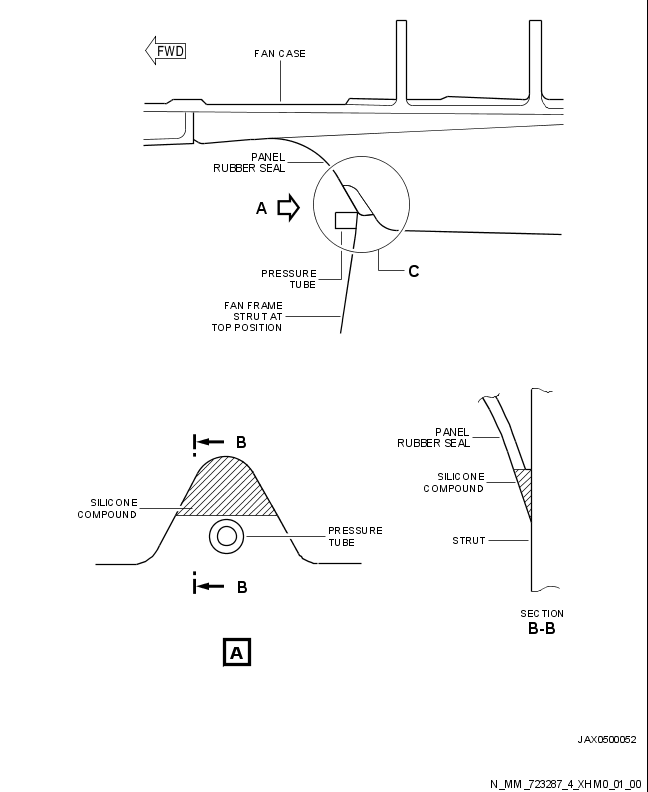 FWD
FAN CASE
PANEL
RUBBER SEAL
A
C
PRESSURE
TUBE
FAN FRAME
STRUT AT
TOP POSITION
B
SILICONE
COMPOUND
PRESSURE
TUBE
B
A
PANEL
RUBBER SEAL
SILICONE
COMPOUND
STRUT
SECTION
B-B
JAX0500052
N_MM_723287_4_XHM0_01_00